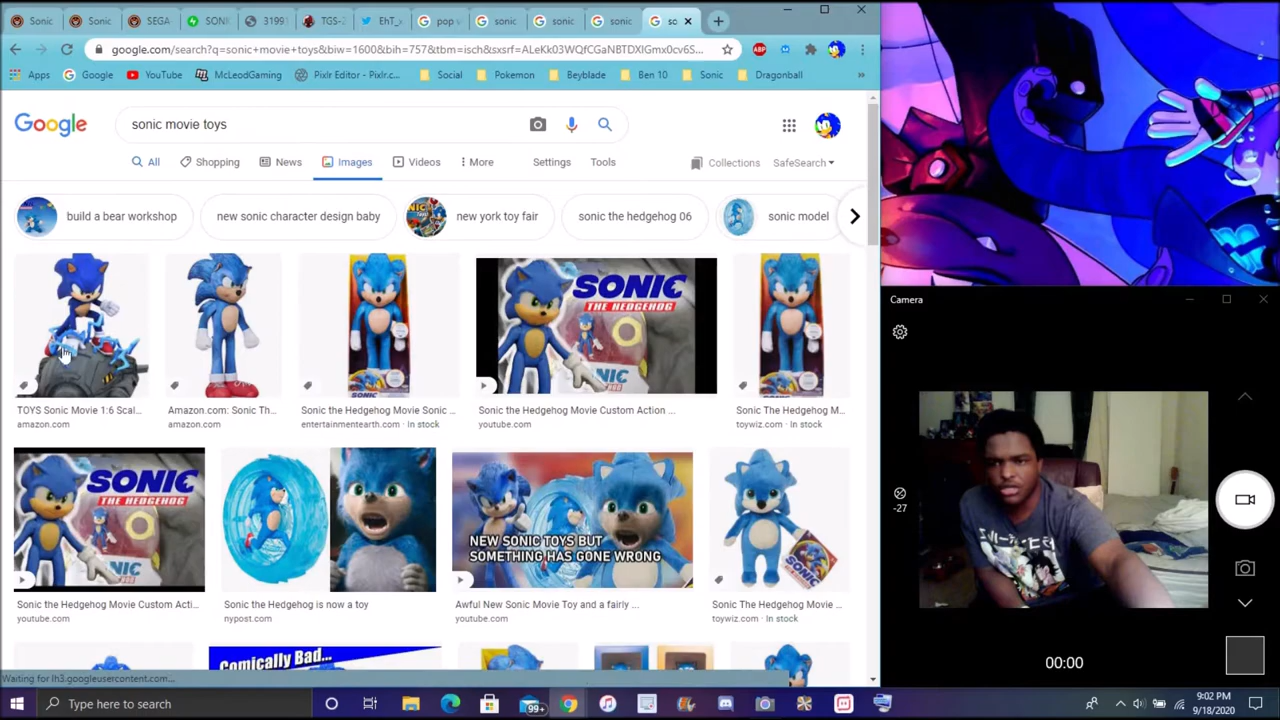 Sonic
Sonic
SEGA
SONI
3199
TGS-2
EhT_
pop v
sonic
sonic
sonic
so
google.com/search?q=sonic+movie+toys&biw=1600&bih=757&tbm=isch&sxsrf=ALeKk03WQfCGaNBTDXIGmx0cv6S...
ABP
Apps
Google
YouTube
McLeodGaming
Pixlr Editor - Pixlr.c...
Social
Pokemon
Beyblade
Ben 10
Sonic
Dragonball
»
Google
sonic movie toys
All
Shopping
News
Images
Videos
More
Settings
Tools
Collections
SafeSearch
build a bear workshop
new sonic character design baby
new york toy fair
sonic the hedgehog 06
sonic model
SONIC
THE HEDGEHOG
TOYS Sonic Movie 1:6 Scal...
amazon.com
Amazon.com: Sonic Th...
amazon.com
Sonic the Hedgehog Movie Sonic ...
entertainmentearth.com · In stock
Sonic the Hedgehog Movie Custom Action ...
youtube.com
Sonic The Hedgehog M...
toywiz.com · In stock
SONIC
THE HEDGEHOG
NEW SONIC TOYS BUT
SOMETHING HAS GONE WRONG
Sonic the Hedgehog Movie Custom Acti...
youtube.com
Sonic the Hedgehog is now a toy
nypost.com
Awful New Sonic Movie Toy and a fairly ...
youtube.com
Sonic The Hedgehog Movie ...
toywiz.com · In stock
Comically Bad...
Waiting for lh3.googleusercontent.com...
Camera
-27
00:00
Type here to search
99+
9:02 PM
9/18/2020